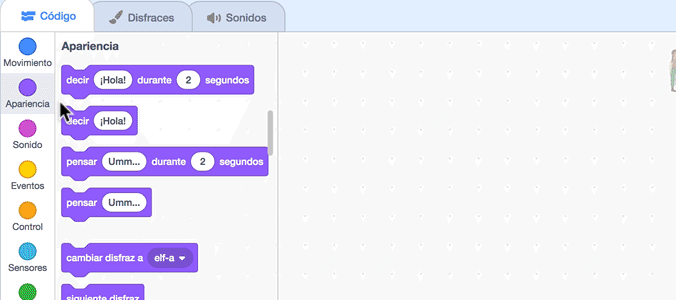 Código
Disfraces
Sonidos
Movimiento
Apariencia
Sonido
Eventos
Control
Sensores
Apariencia
decir ¡Hola! durante 2 segundos
decir ¡Hola!
pensar Umm... durante 2 segundos
pensar Umm...
cambiar disfraz a elf-a
siguiente disfraz